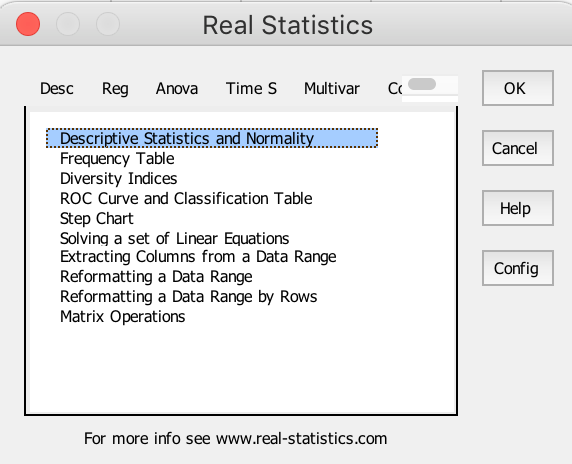 Real Statistics
Desc Reg Anova Time S Multivar
OK
Cancel
Help
Config
Descriptive Statistics and Normality
Frequency Table
Diversity Indices
ROC Curve and Classification Table
Step Chart
Solving a set of Linear Equations
Extracting Columns from a Data Range
Reformatting a Data Range
Reformatting a Data Range by Rows
Matrix Operations
For more info see www.real-statistics.com